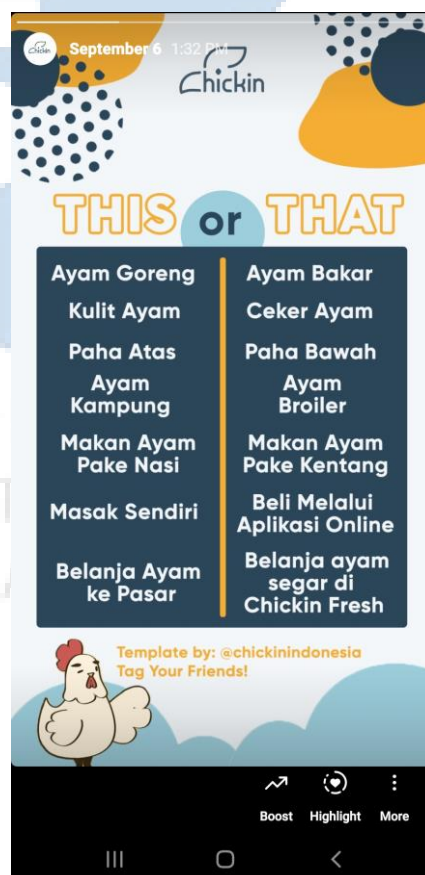 Chickin
September 6 1:32 PM
Chickin
THIS or THAT
Ayam Goreng
Ayam Bakar
Kulit Ayam
Ceker Ayam
Paha Atas
Paha Bawah
Ayam
Kampung
Ayam
Broiler
Makan Ayam
Pake Nasi
Makan Ayam
Pake Kentang
Masak Sendiri
Beli Melalui
Aplikasi Online
Belanja Ayam
ke Pasar
Belanja ayam
segar di
Chickin Fresh
Template by: @chickinindonesia
Tag Your Friends!
Boost
Highlight
More